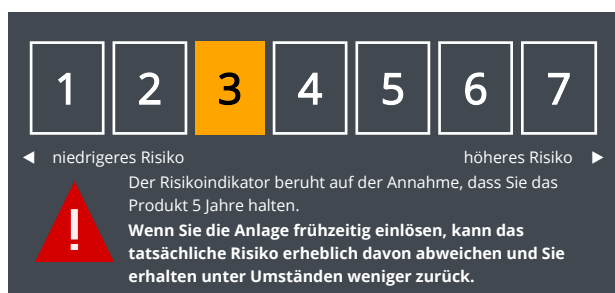 1 2 3 4 5 6 7
niedrigeres Risiko höheres Risiko
Der Risikoindikator beruht auf der Annahme, dass Sie das
Produkt 5 Jahre halten.
Wenn Sie die Anlage frühzeitig einlösen, kann das
tatsächliche Risiko erheblich davon abweichen und Sie
erhalten unter Umständen weniger zurück.